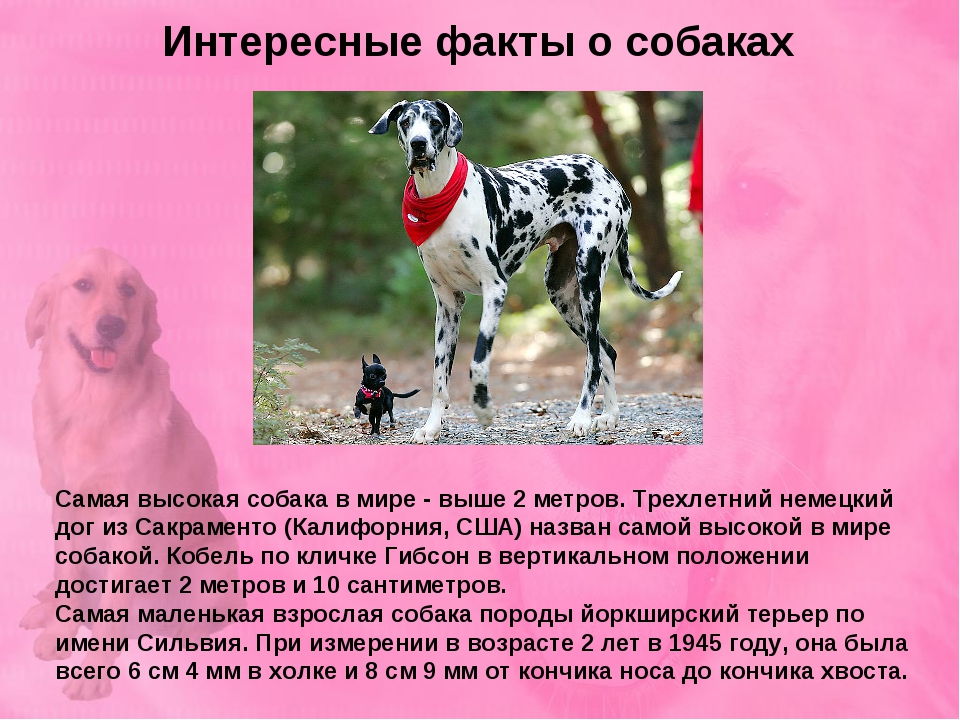 Интересные факты о собаках
Самая высокая собака в мире - выше 2 метров. Трехлетний немецкий
дог из Сакраменто (Калифорния, США) назван самой высокой в мире
собакой. Кобель по кличке Гибсон в вертикальном положении
достигает 2 метров и 10 сантиметров.
Самая маленькая взрослая собака породы йоркширский терьер по
имени Сильвия. При измерении в возрасте 2 лет в 1945 году, она была
всего 6 см 4 мм в холке и 8 см 9 мм от кончика носа до кончика хвоста.